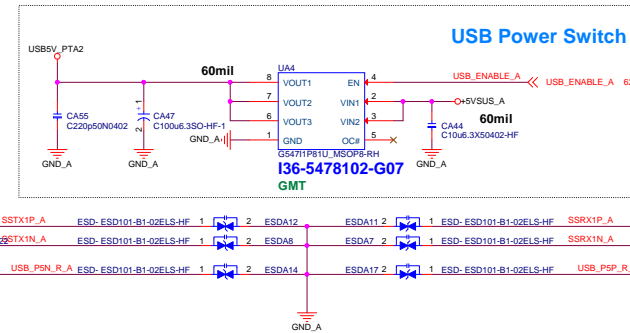 USB Power Switch
USB5V_PTA2
60mil
UA4
8 VOUT1 EN 4
USB_ENABLE_A
USB_ENABLE_A
7 VOUT2 VIN1 2
+5VSUS_A
60mil
6 VOUT3 VIN2 3
1 GND OC# 5
GND_A
CA55
C220p50N0402
GND_A
1 + 2
CA47
C100u6.3SO-HF-1
GND_A
CA44
C10u6.3X50402-HF
GND_A
G547I1P81U_MSOP8-RH
I36-5478102-G07
GMT
SSTX1P_A ESD- ESD101-B1-02ELS-HF 1 2 ESDA12 ESDA11 2 1 ESD- ESD101-B1-02ELS-HF SSRX1P_A
SSTX1N_A ESD- ESD101-B1-02ELS-HF 1 2 ESDA8 ESDA7 2 1 ESD- ESD101-B1-02ELS-HF SSRX1N_A
USB_P5N_R_A ESD- ESD101-B1-02ELS-HF 1 2 ESDA14 ESDA17 2 1 ESD- ESD101-B1-02ELS-HF USB_P5P_R_
GND_A